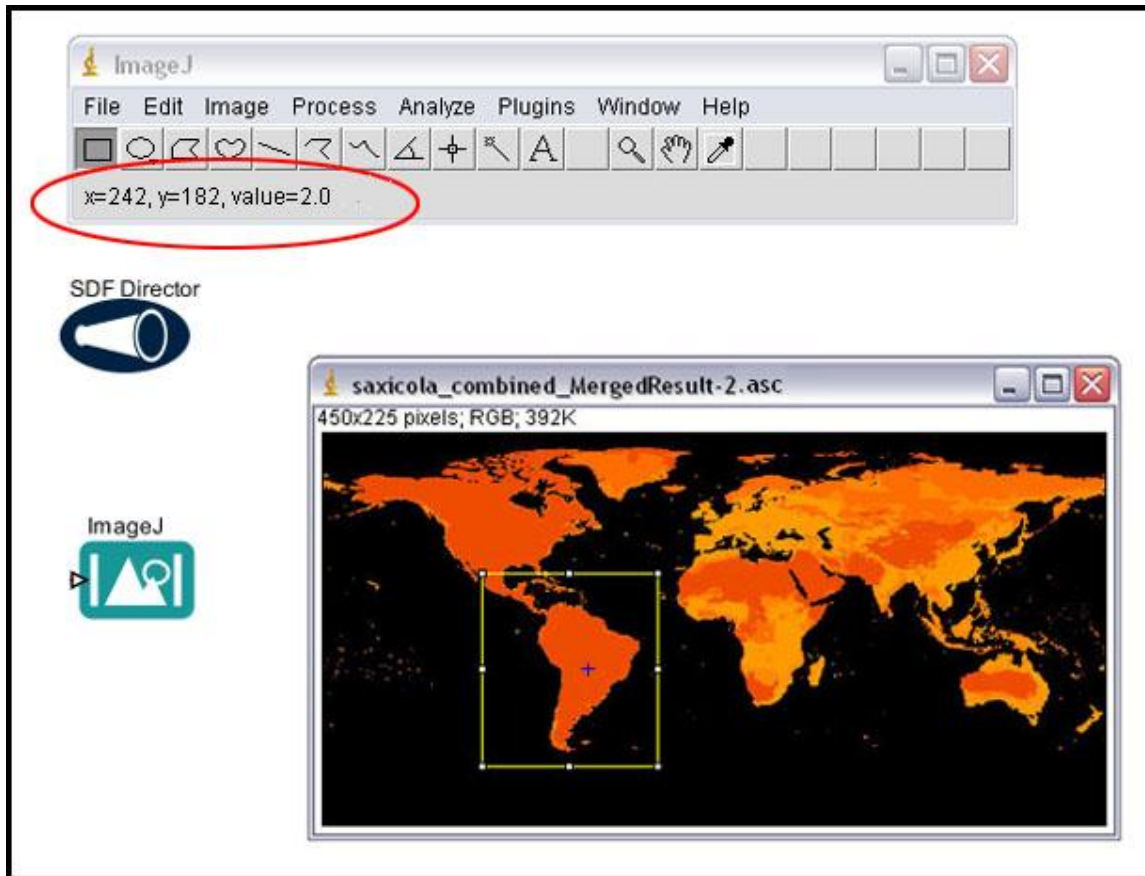 ImageJ
File Edit Image Process Analyze Plugins Window Help
A
x=242, y=182, value=2.0
SDF Director
saxicola_combined_MergedResult-2.asc
450x225 pixels; RGB; 392K
ImageJ